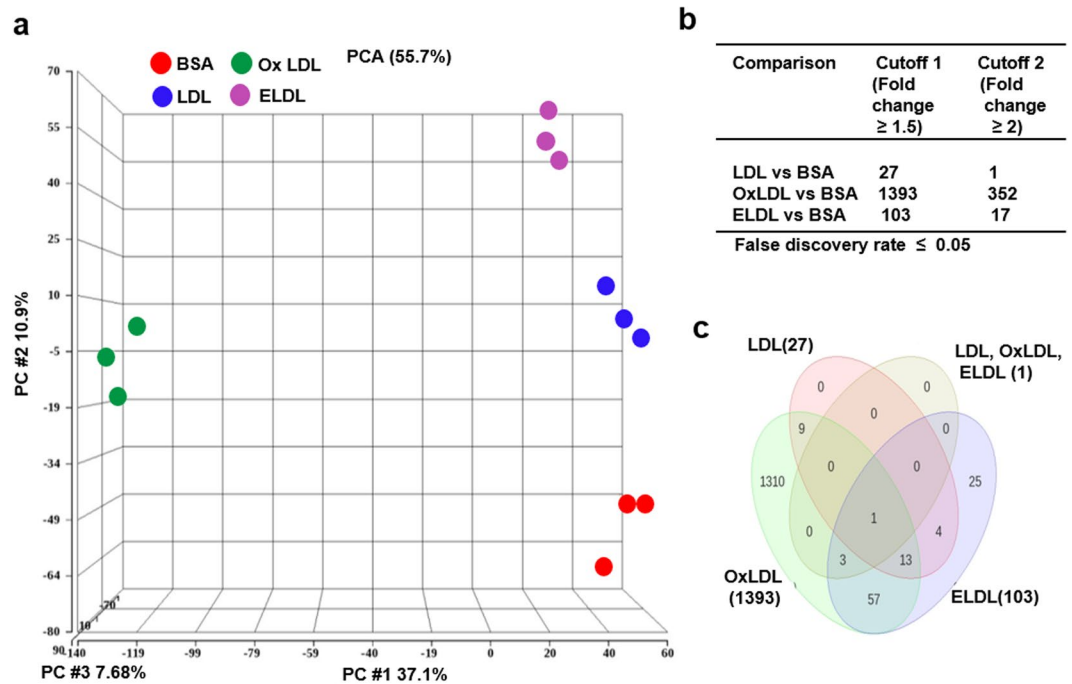 a
BSA
Ox LDL
LDL
ELDL
PCA (55.7%)
70
55
40
25
10
-5
-19
-34
-49
-64
-80
PC #2 10.9%
-70
10
90
-140
-119
-90
-79
-59
-40
-19
0
20
40
60
PC #3 7.68%
PC #1 37.1%
b
Comparison Cutoff 1 Cutoff 2
(Fold (Fold
change change
≥ 1.5) ≥ 2)
LDL vs BSA 27 1
OxLDL vs BSA 1393 352
ELDL vs BSA 103 17
False discovery rate ≤ 0.05
c
LDL(27)
LDL, OxLDL,
ELDL (1)
0
0
9
0
0
1310
0
0
25
0
1
4
3
13
57
OxLDL
(1393)
ELDL(103)